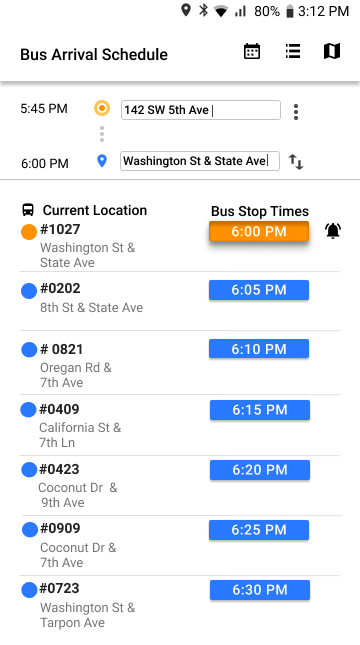 80% 3:12 PM
Bus Arrival Schedule
5:45 PM 142 SW 5th Ave
6:00 PM Washington St & State Ave
Current Location Bus Stop Times
#1027 6:00 PM
Washington St &
State Ave
#0202 6:05 PM
8th St & State Ave
# 0821 6:10 PM
Oregan Rd &
7th Ave
#0409 6:15 PM
California St &
7th Ln
#0423 6:20 PM
Coconut Dr &
9th Ave
#0909 6:25 PM
Coconut Dr &
7th Ave
#0723 6:30 PM
Washington St &
Tarpon Ave